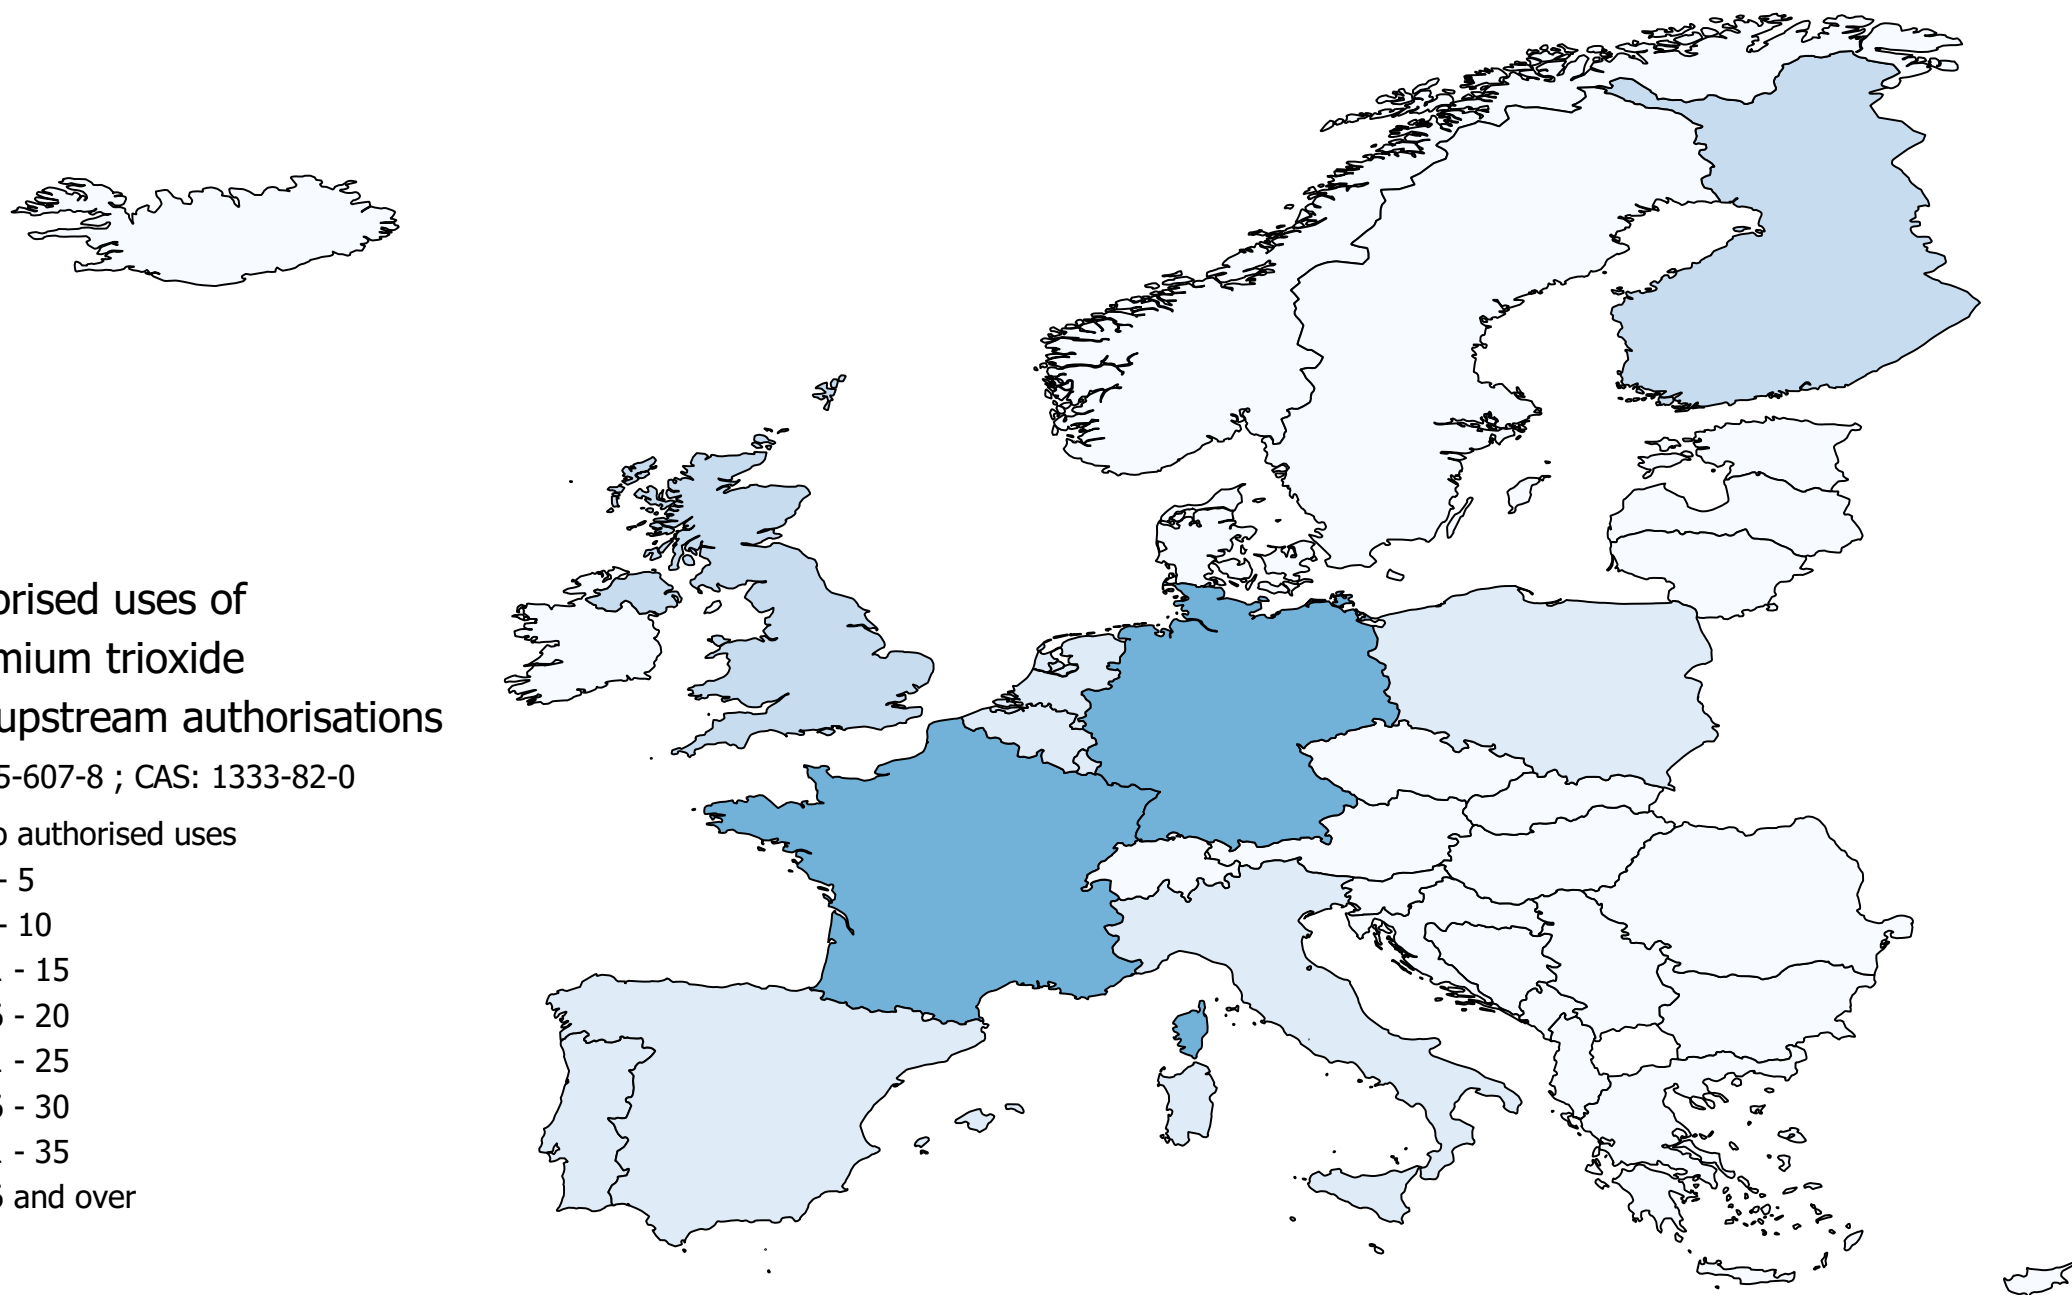 orised uses of
mium trioxide
upstream authorisations
5-607-8 ; CAS: 1333-82-0
o authorised uses
- 5
- 10
- 15
- 20
- 25
- 30
- 35
and over